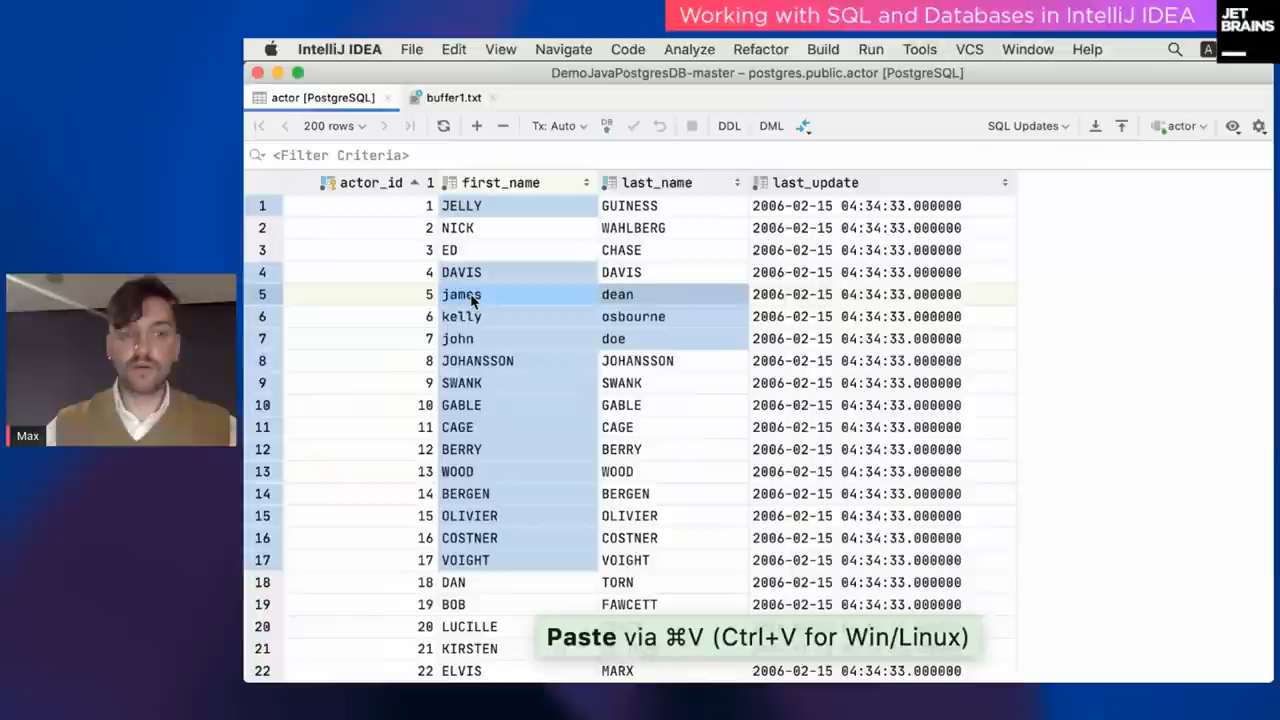 Working with SQL and Databases in IntelliJ IDEA
JET
BRAINS
IntelliJ IDEA File Edit View Navigate Code Analyze Refactor Build Run Tools VCS Window Help A
DemoJavaPostgresDB-master – postgres.public.actor [PostgreSQL]
actor [PostgreSQL] buffer1.txt
200 rows Tx: Auto DB DDL DML SQL Updates actor
<Filter Criteria>
actor_id 1 first_name last_name last_update
1 1 JELLY GUINESS 2006-02-15 04:34:33.000000
2 2 NICK WAHLBERG 2006-02-15 04:34:33.000000
3 3 ED CHASE 2006-02-15 04:34:33.000000
4 4 DAVIS DAVIS 2006-02-15 04:34:33.000000
5 5 james dean 2006-02-15 04:34:33.000000
6 6 kelly osbourne 2006-02-15 04:34:33.000000
7 7 john doe 2006-02-15 04:34:33.000000
8 8 JOHANSSON JOHANSSON 2006-02-15 04:34:33.000000
9 9 SWANK SWANK 2006-02-15 04:34:33.000000
10 10 GABLE GABLE 2006-02-15 04:34:33.000000
11 11 CAGE CAGE 2006-02-15 04:34:33.000000
12 12 BERRY BERRY 2006-02-15 04:34:33.000000
13 13 WOOD WOOD 2006-02-15 04:34:33.000000
14 14 BERGEN BERGEN 2006-02-15 04:34:33.000000
15 15 OLIVIER OLIVIER 2006-02-15 04:34:33.000000
16 16 COSTNER COSTNER 2006-02-15 04:34:33.000000
17 17 VOIGHT VOIGHT 2006-02-15 04:34:33.000000
18 18 DAN TORN 2006-02-15 04:34:33.000000
19 19 BOB FAWCETT 2006-02-15 04:34:33.000000
20 20 LUCILLE
21 21 KIRSTEN
22 22 ELVIS MARX 2006-02-15 04:34:33.000000
Paste via ⌘V (Ctrl+V for Win/Linux)
Max